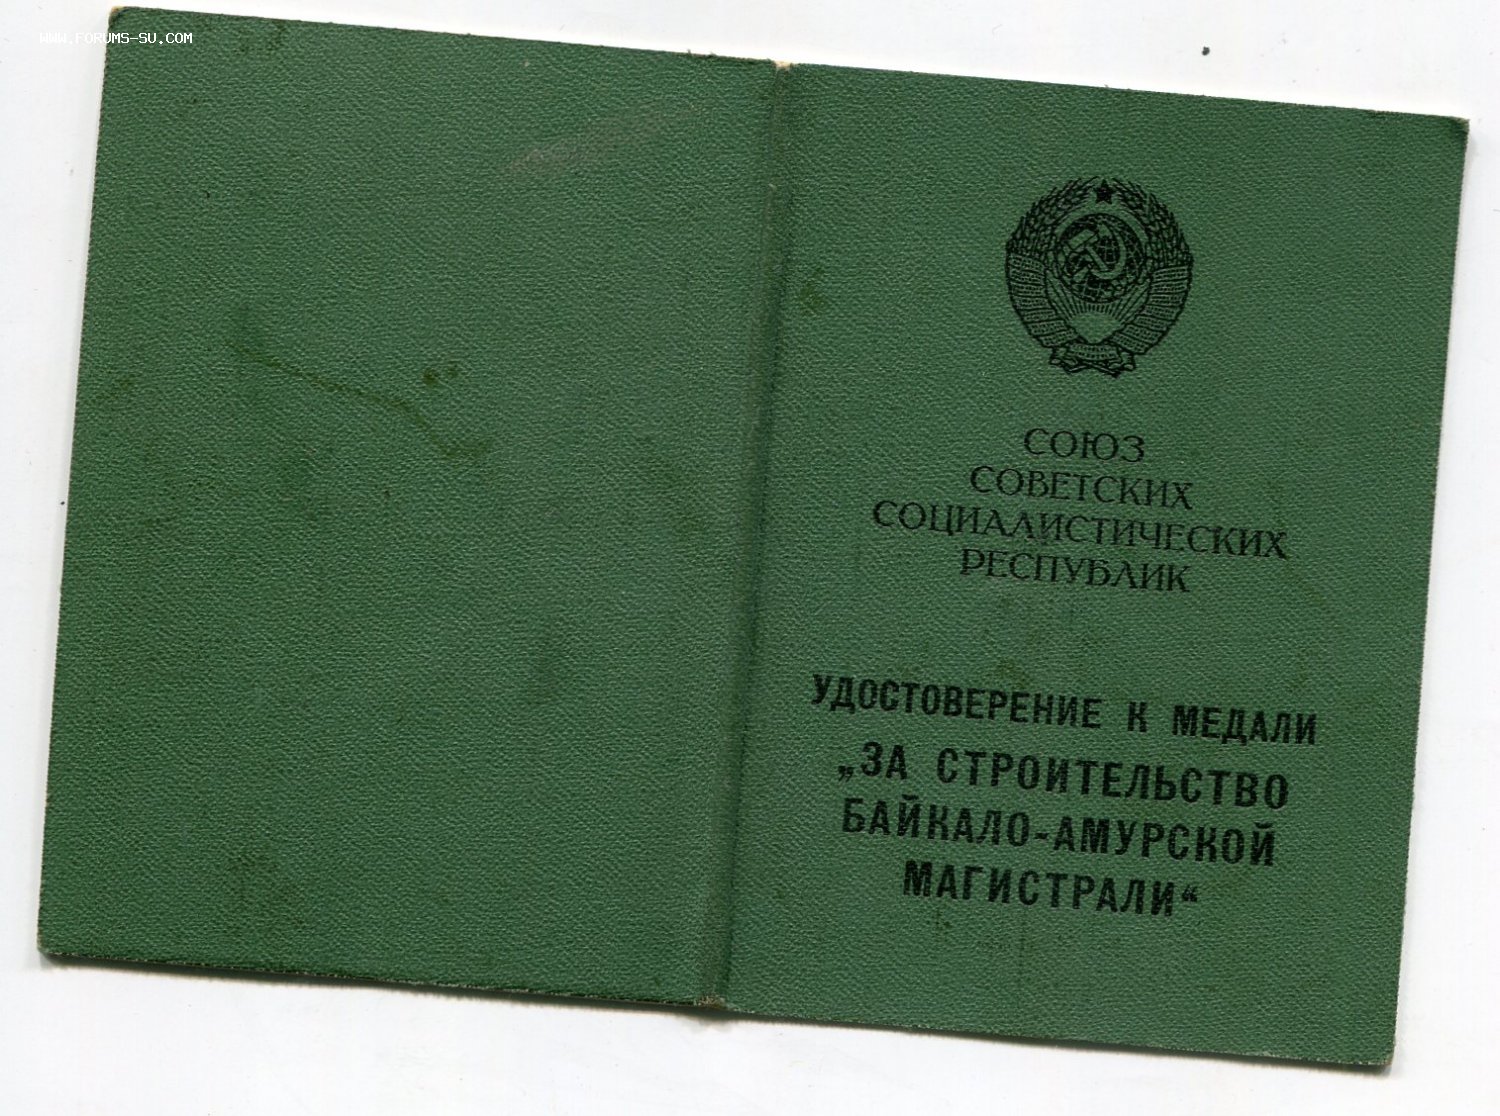 WWW.FORUMS-SU.COM
СОЮЗ
СОВЕТСКИХ
СОЦИАЛИСТИЧЕСКИХ
РЕСПУБЛИК
УДОСТОВЕРЕНИЕ К МЕДАЛИ
„ЗА СТРОИТЕЛЬСТВО
БАЙКАЛО-АМУРСКОЙ
МАГИСТРАЛИ“